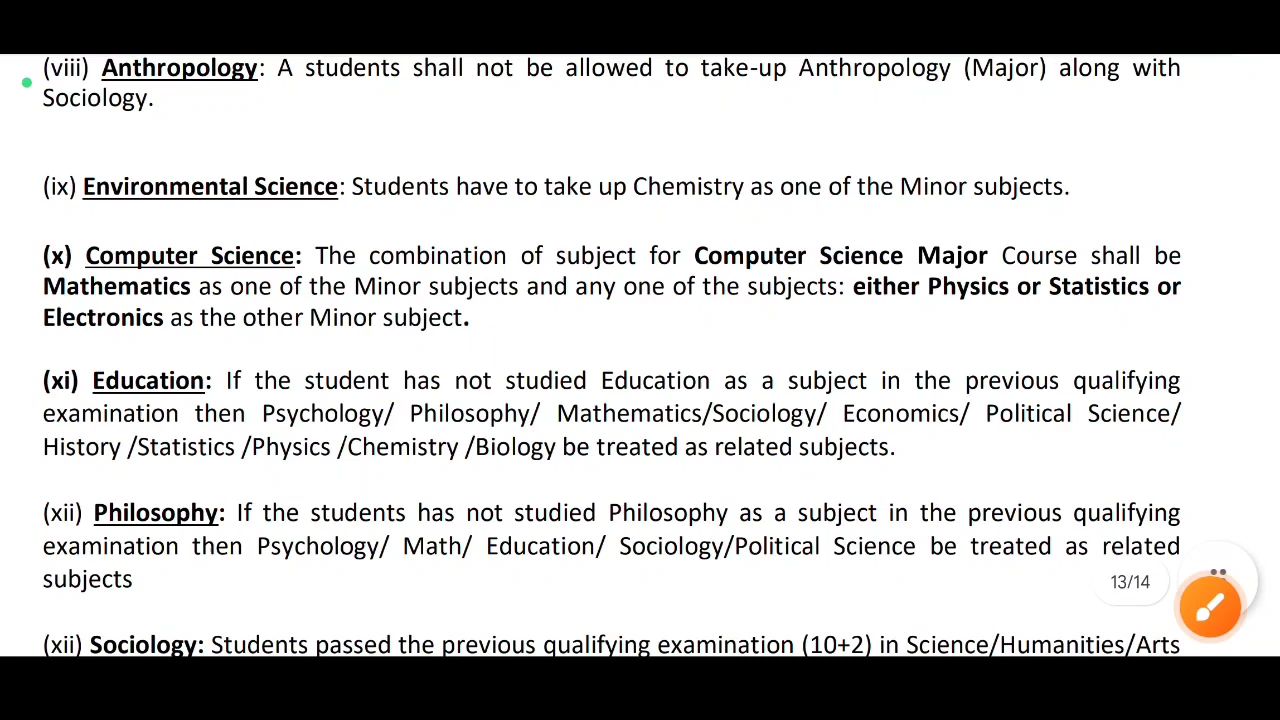 (viii) Anthropology: A students shall not be allowed to take-up Anthropology (Major) along with
Sociology.
(ix) Environmental Science: Students have to take up Chemistry as one of the Minor subjects.
(x) Computer Science: The combination of subject for Computer Science Major Course shall be
Mathematics as one of the Minor subjects and any one of the subjects: either Physics or Statistics or
Electronics as the other Minor subject.
(xi) Education: If the student has not studied Education as a subject in the previous qualifying
examination then Psychology/ Philosophy/ Mathematics/Sociology/ Economics/ Political Science/
History /Statistics /Physics /Chemistry /Biology be treated as related subjects.
(xii) Philosophy: If the students has not studied Philosophy as a subject in the previous qualifying
examination then Psychology/ Math/ Education/ Sociology/Political Science be treated as related
subjects
13/14
(xii) Sociology: Students passed the previous qualifying examination (10+2) in Science/Humanities/Arts